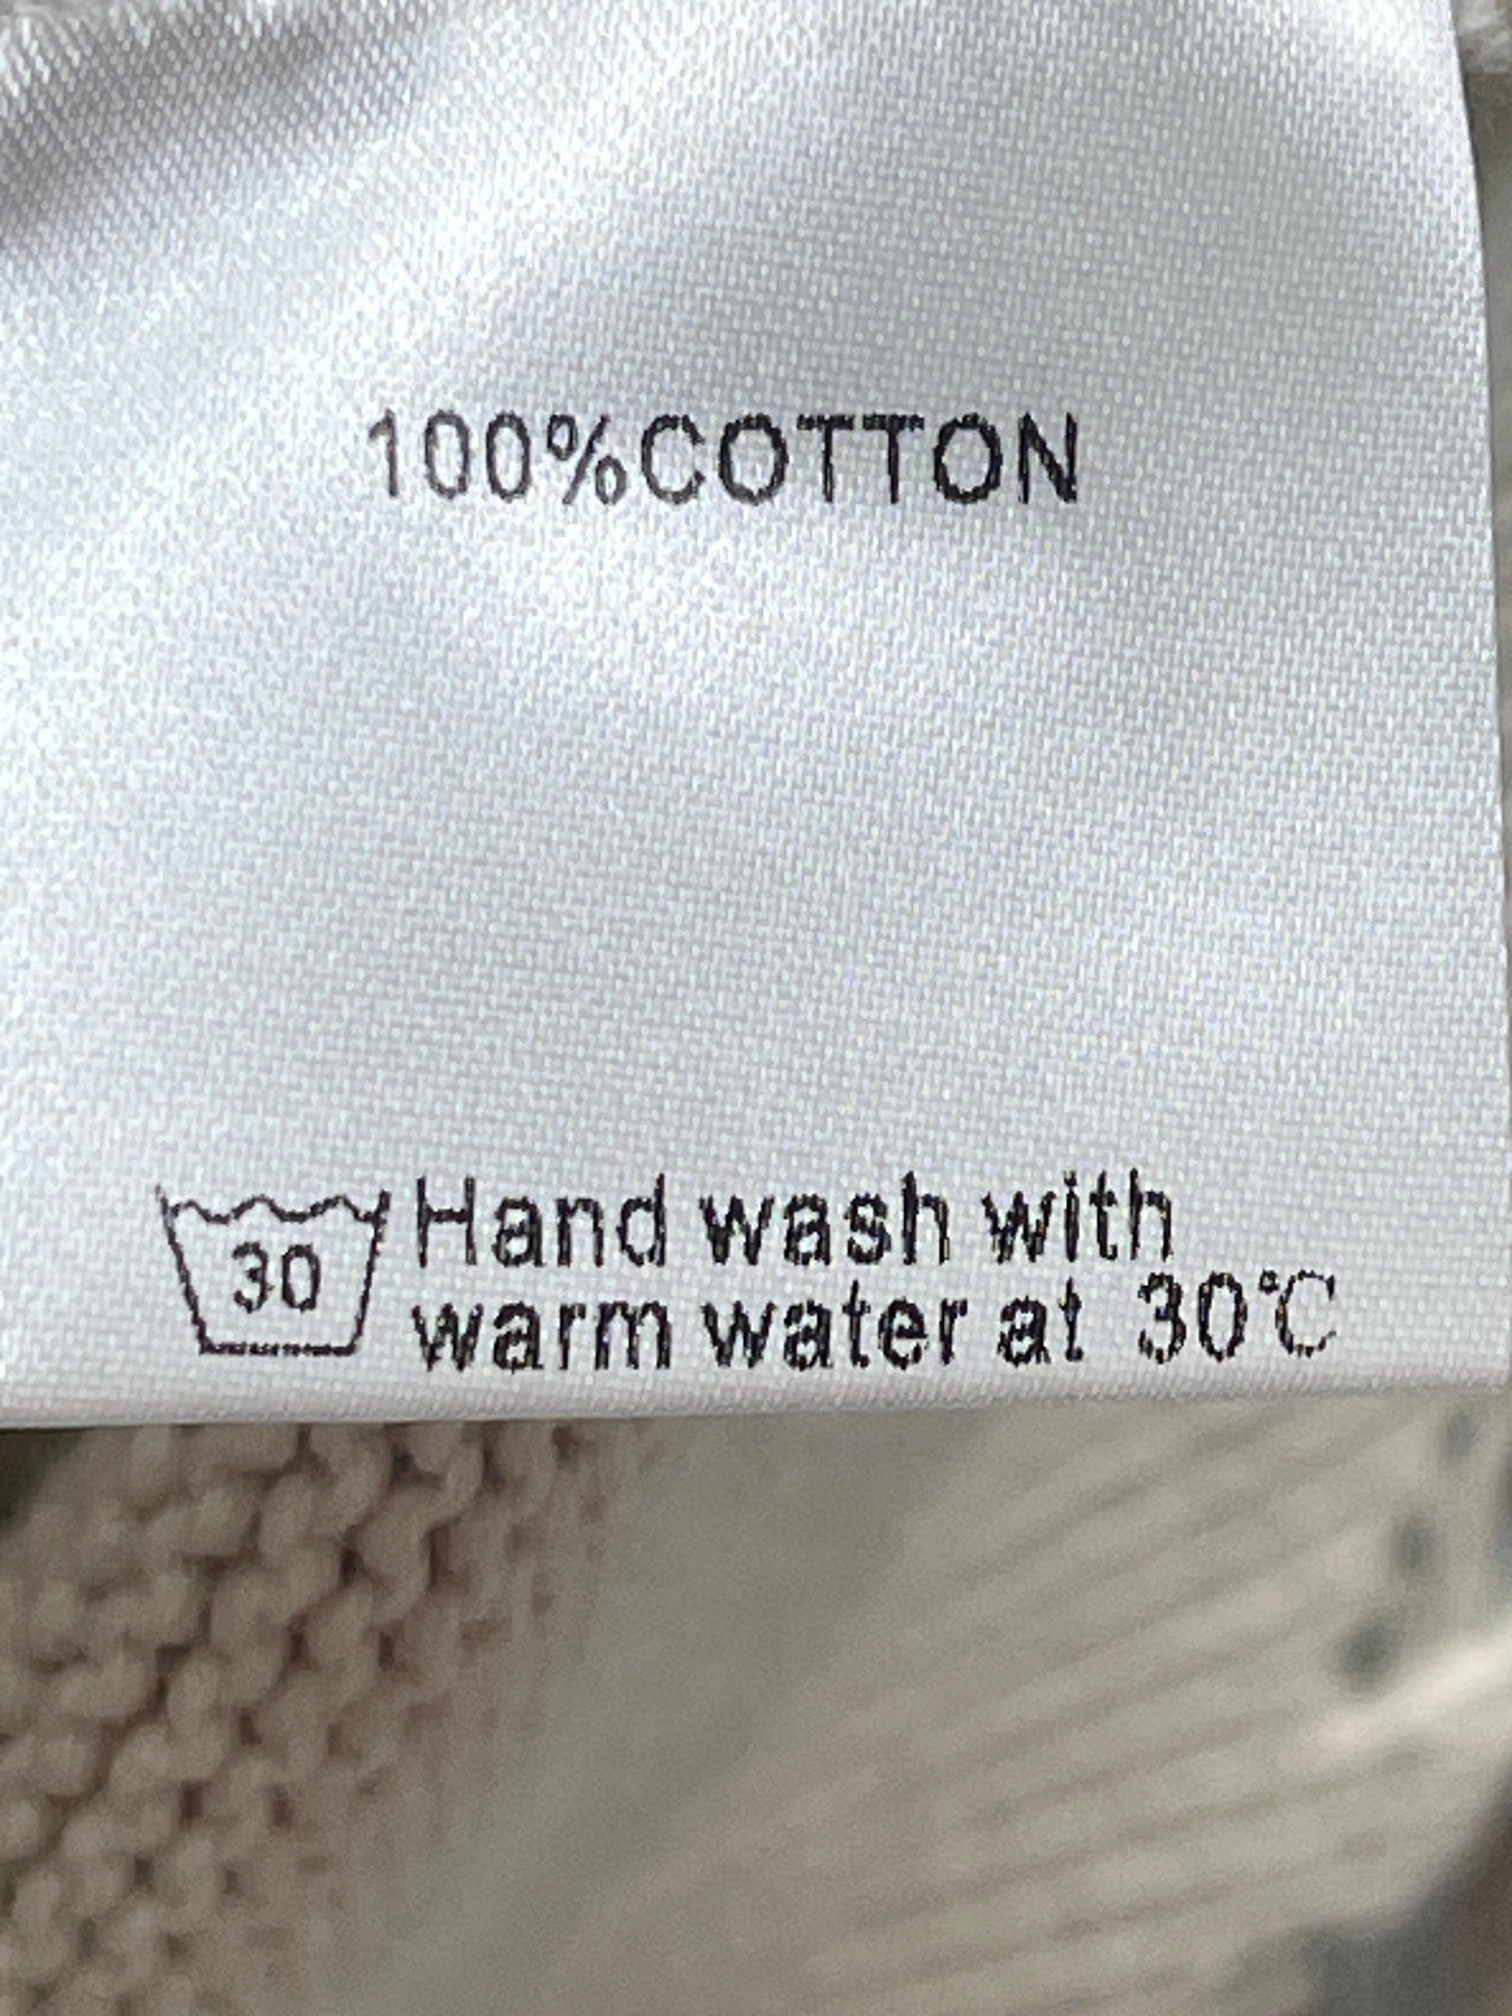 100%COTTON
Hand wash with
30 warm water at 30℃